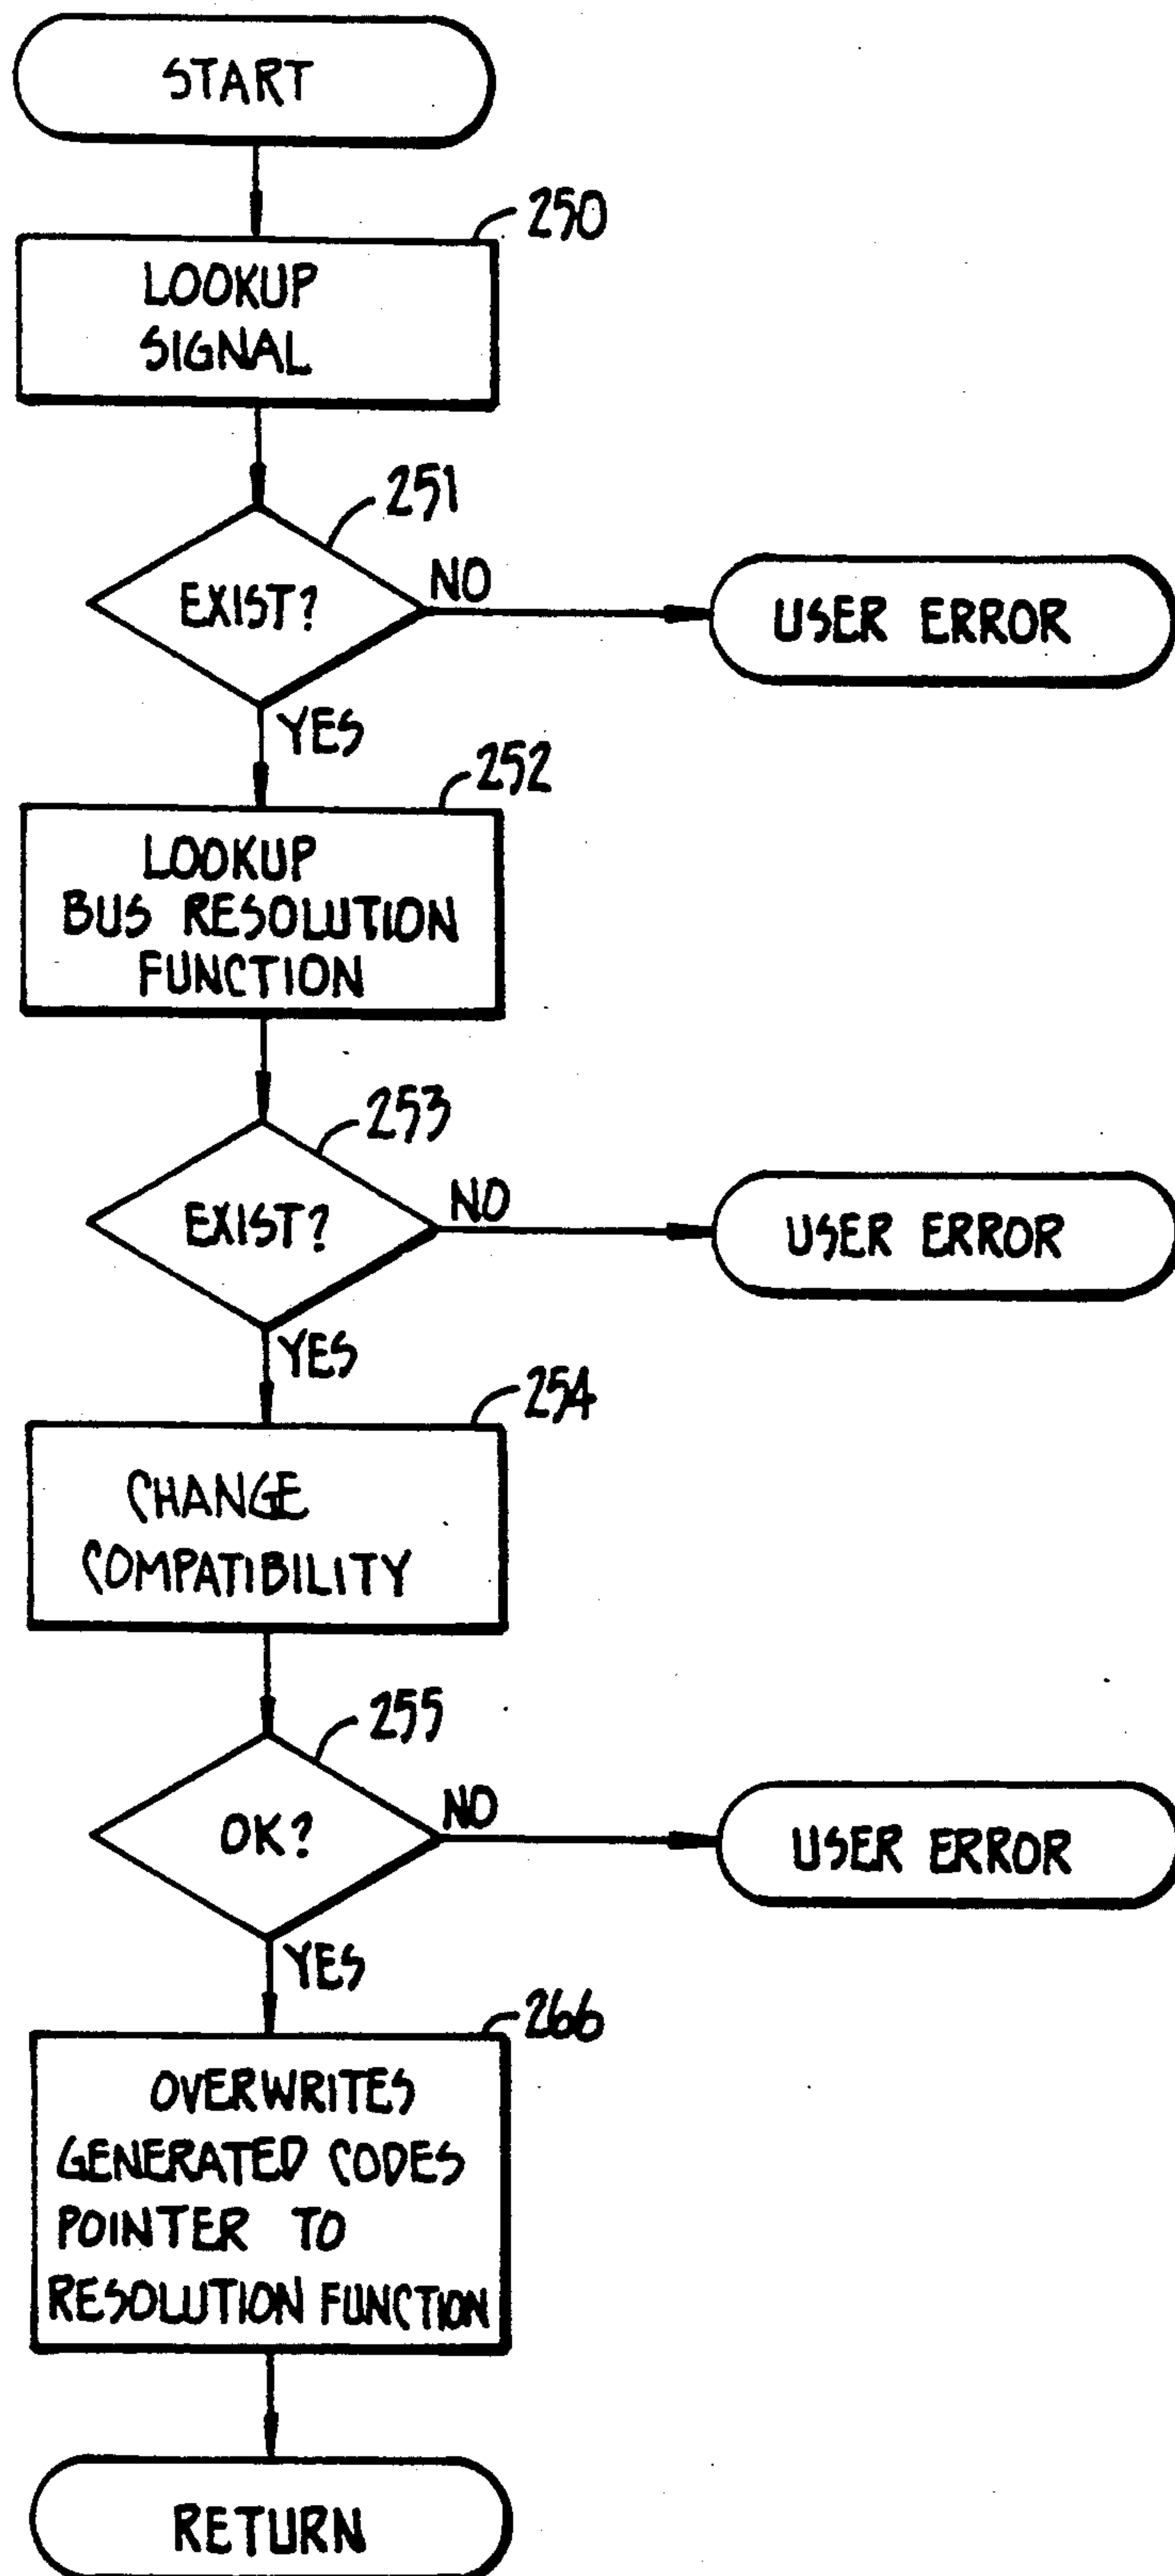 START
250
LOOKUP
SIGNAL
251
EXIST?
NO
USER ERROR
YES
252
LOOKUP
BUS RESOLUTION
FUNCTION
253
EXIST?
NO
USER ERROR
YES
254
CHANGE
COMPATIBILITY
255
OK?
NO
USER ERROR
YES
266
OVERWRITES
GENERATED CODES
POINTER TO
RESOLUTION FUNCTION
RETURN